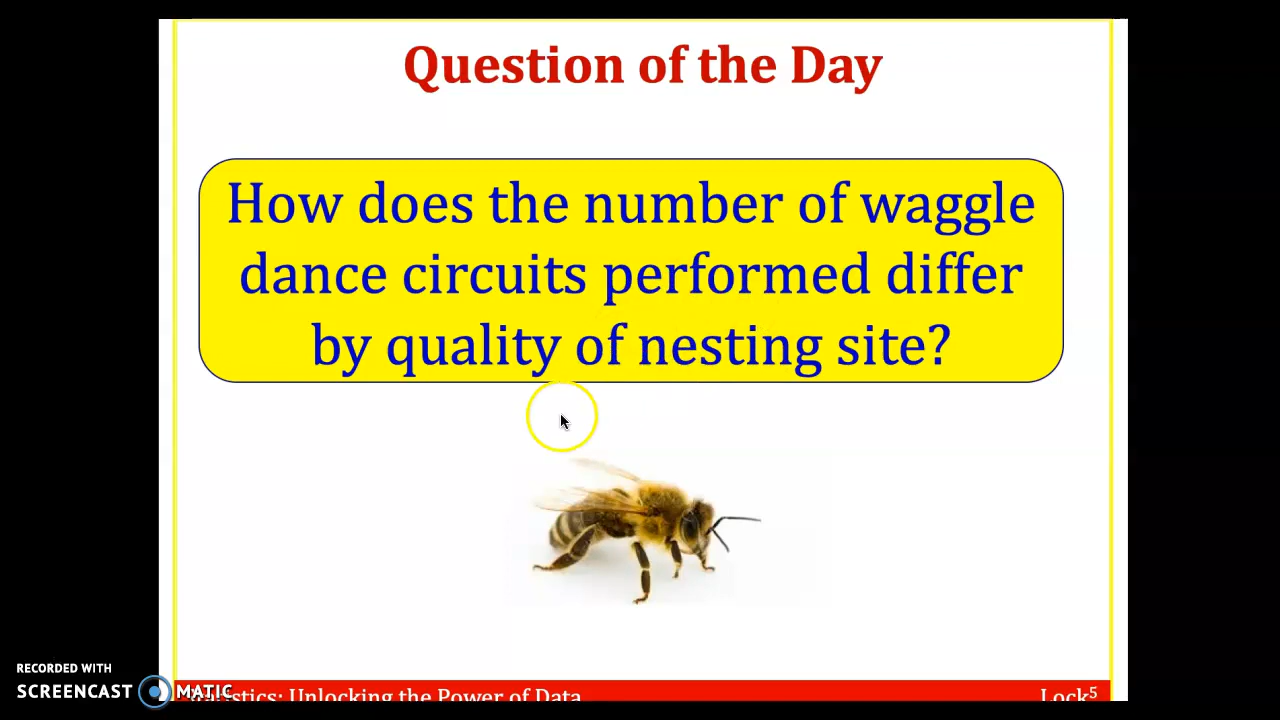 Question of the Day
How does the number of waggle
dance circuits performed differ
by quality of nesting site?
RECORDED WITH
SCREENCAST MATIC
Statistics: Unlocking the Power of Data
Lock5